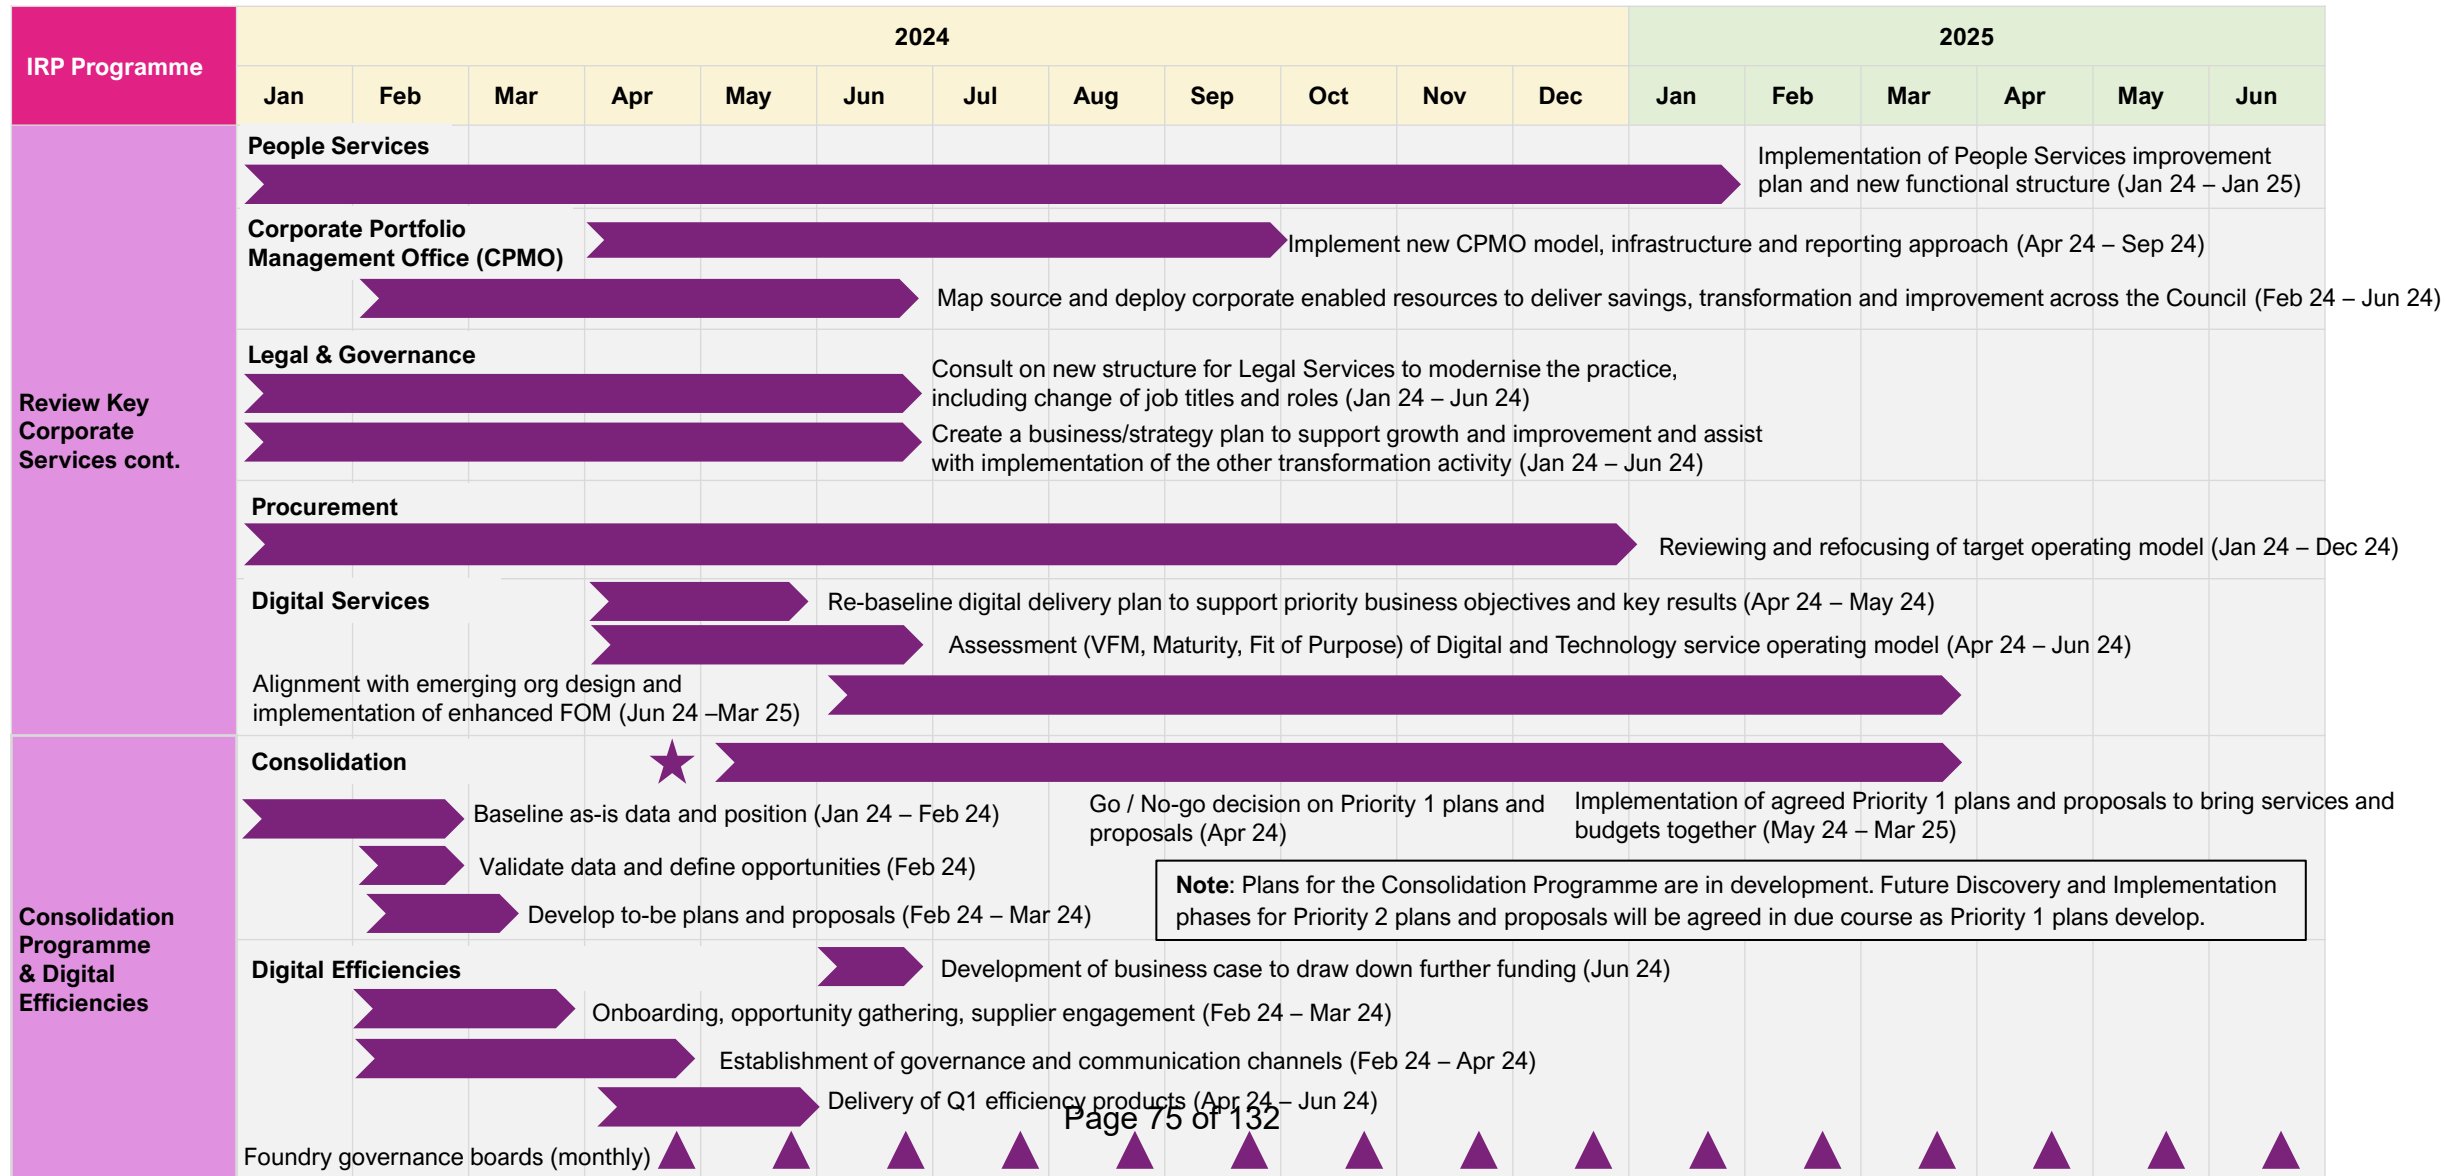 IRP Programme
2024
2025
Jan Feb Mar Apr May Jun Jul Aug Sep Oct Nov Dec Jan Feb Mar Apr May Jun
Review Key
Corporate
Services cont.
People Services
Implementation of People Services improvement
plan and new functional structure (Jan 24 – Jan 25)
Corporate Portfolio
Management Office (CPMO)
Implement new CPMO model, infrastructure and reporting approach (Apr 24 – Sep 24)
Map source and deploy corporate enabled resources to deliver savings, transformation and improvement across the Council (Feb 24 – Jun 24)
Legal & Governance
Consult on new structure for Legal Services to modernise the practice,
including change of job titles and roles (Jan 24 – Jun 24)
Create a business/strategy plan to support growth and improvement and assist
with implementation of the other transformation activity (Jan 24 – Jun 24)
Procurement
Reviewing and refocusing of target operating model (Jan 24 – Dec 24)
Digital Services
Re-baseline digital delivery plan to support priority business objectives and key results (Apr 24 – May 24)
Assessment (VFM, Maturity, Fit of Purpose) of Digital and Technology service operating model (Apr 24 – Jun 24)
Alignment with emerging org design and
implementation of enhanced FOM (Jun 24 –Mar 25)
Consolidation
Programme
& Digital
Efficiencies
Consolidation
Baseline as-is data and position (Jan 24 – Feb 24)
Go / No-go decision on Priority 1 plans and
proposals (Apr 24)
Implementation of agreed Priority 1 plans and proposals to bring services and
budgets together (May 24 – Mar 25)
Validate data and define opportunities (Feb 24)
Develop to-be plans and proposals (Feb 24 – Mar 24)
Note: Plans for the Consolidation Programme are in development. Future Discovery and Implementation
phases for Priority 2 plans and proposals will be agreed in due course as Priority 1 plans develop.
Digital Efficiencies
Development of business case to draw down further funding (Jun 24)
Onboarding, opportunity gathering, supplier engagement (Feb 24 – Mar 24)
Establishment of governance and communication channels (Feb 24 – Apr 24)
Delivery of Q1 efficiency products (Apr 24 – Jun 24)
Page 75 of 132
Foundry governance boards (monthly)